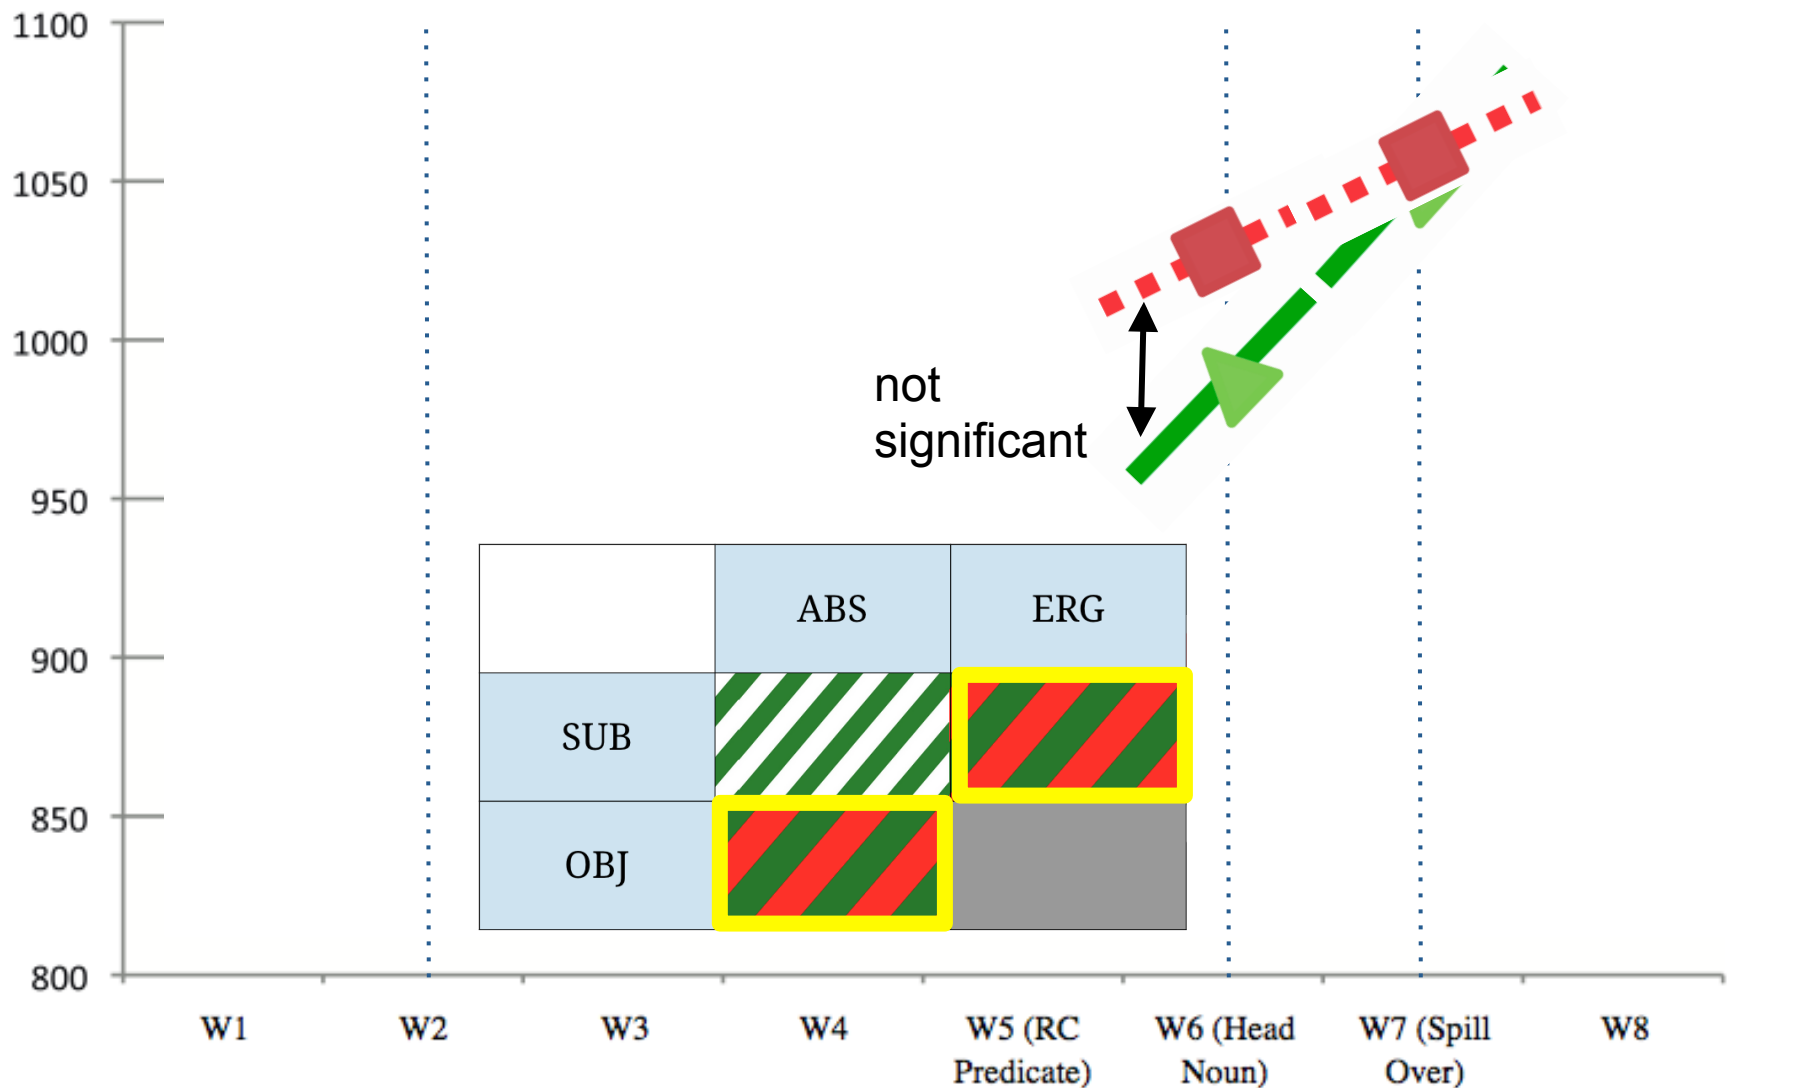 1100
1050
1000
not
significant
950
ABS ERG
900
SUB
850
OBJ
800
W1 W2 W3 W4 W5 (RC W6 (Head W7 (Spill W8
Predicate) Noun) Over)